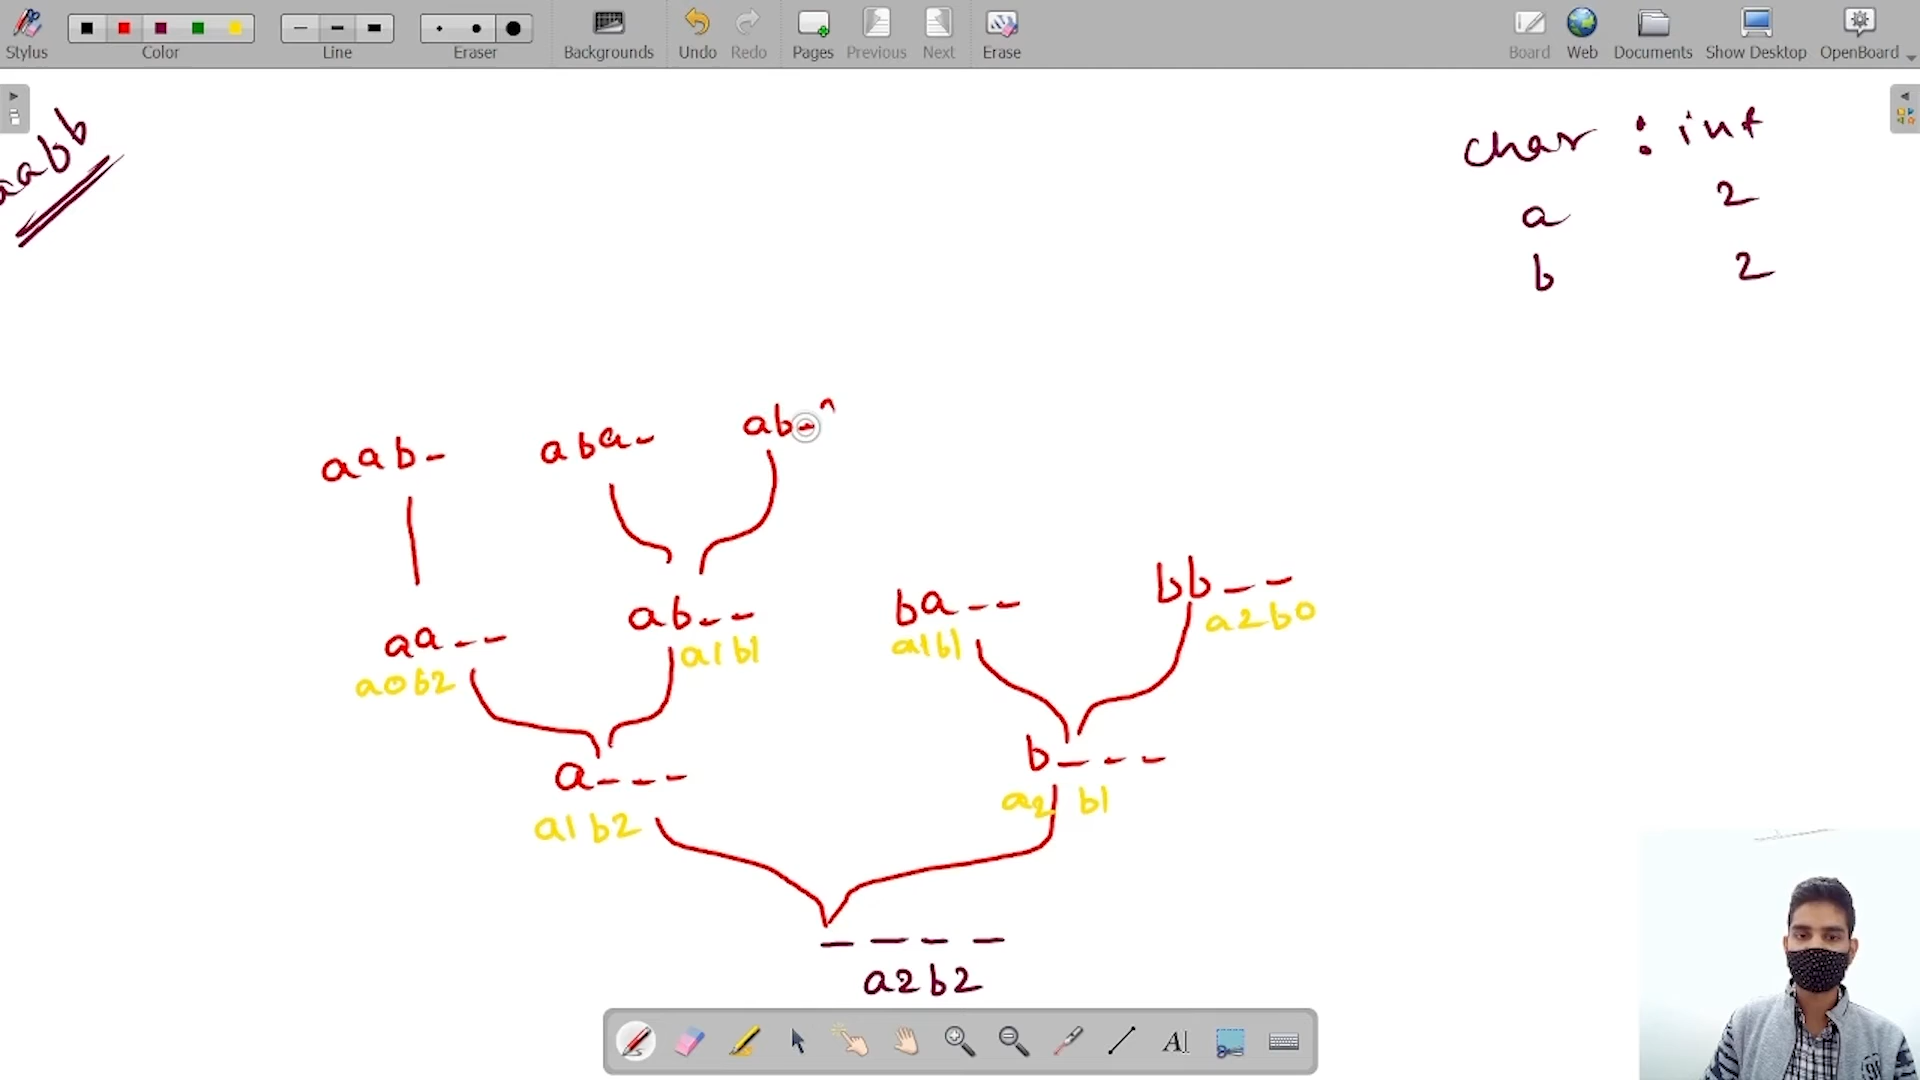 Stylus
Color
Line
Eraser
Backgrounds
Undo
Redo
Pages
Previous
Next
Erase
Board
Web
Documents
Show Desktop
OpenBoard
aabb
char : int
a 2
b 2
aab-
aba-
ab-
aa--
a0b2
ab--
a1b1
ba--
a1b1
bb--
a2b0
a---
a1b2
b---
a2 b1
----
a2b2